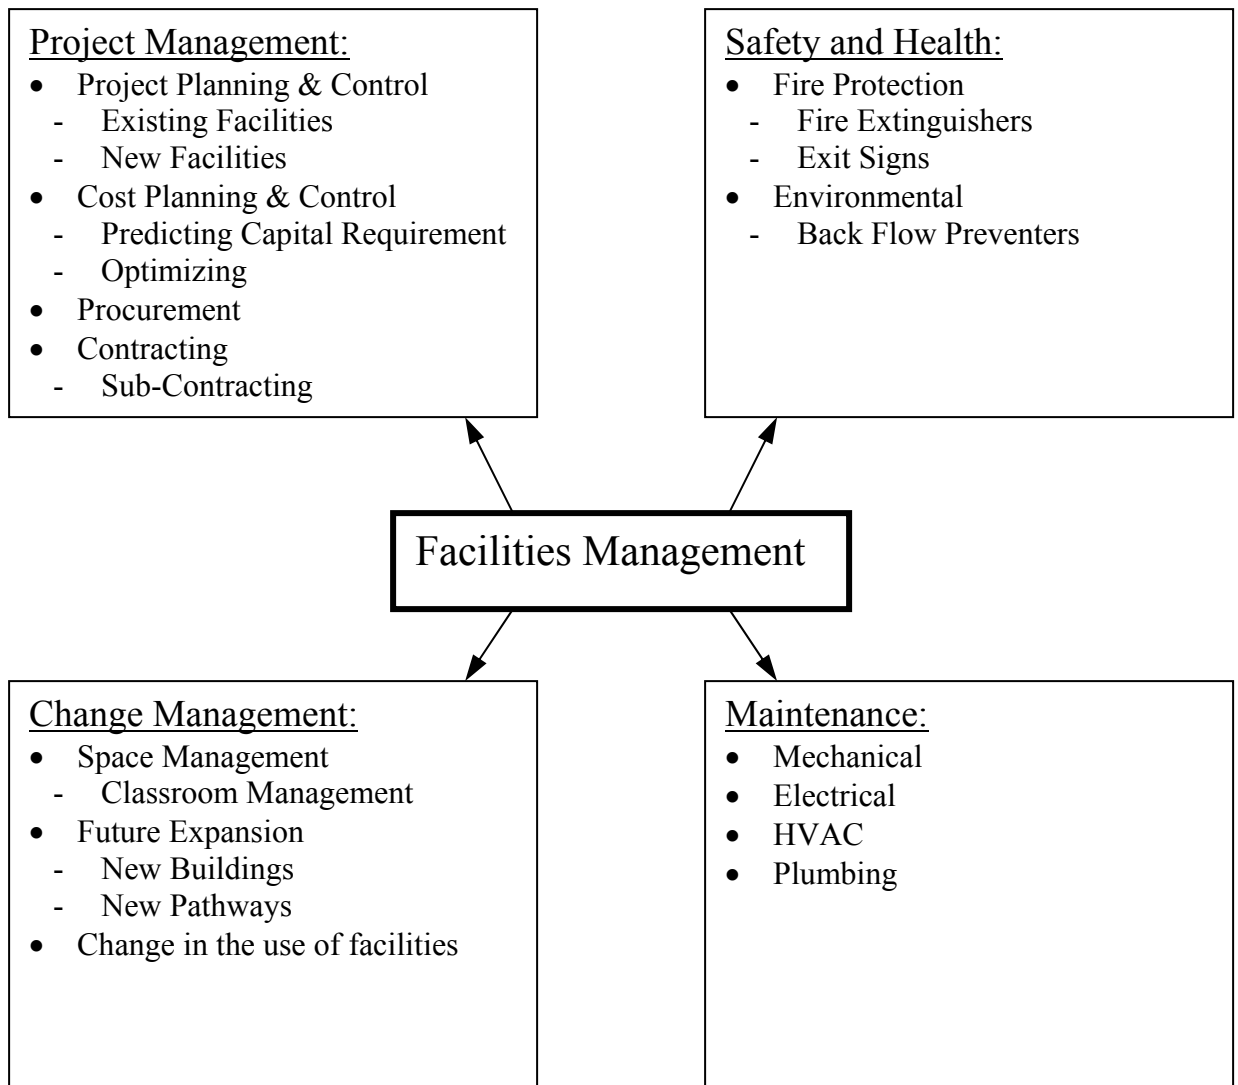 Project Management:
• Project Planning & Control
- Existing Facilities
- New Facilities
• Cost Planning & Control
- Predicting Capital Requirement
- Optimizing
• Procurement
• Contracting
- Sub-Contracting
Safety and Health:
• Fire Protection
- Fire Extinguishers
- Exit Signs
• Environmental
- Back Flow Preventers
Facilities Management
Change Management:
• Space Management
- Classroom Management
• Future Expansion
- New Buildings
- New Pathways
• Change in the use of facilities
Maintenance:
• Mechanical
• Electrical
• HVAC
• Plumbing